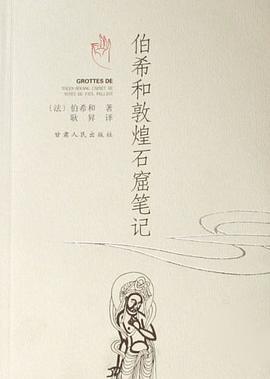 伯希和敦煌石窟笔记
GROTTES DE
TOUEN-HOUANG CARNET DE
NOTES DE PAUL PELLIOT
〔法〕伯希和 著
耿 昇 译
甘肃人民出版社